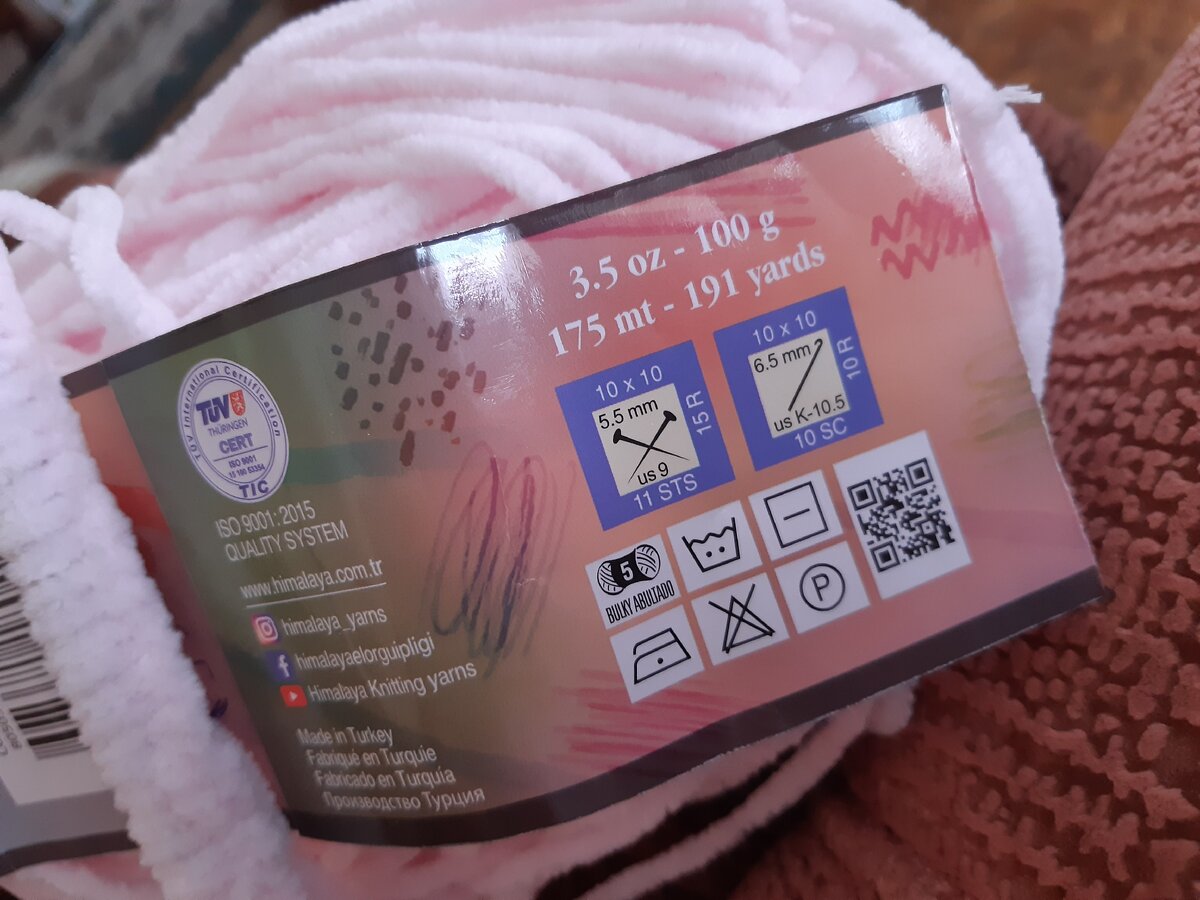 3.5 oz - 100 g
175 mt - 191 yards
10 x 10
5.5 mm
15 R
us 9
11 STS
10 x 10
6.5 mm
10 R
us K-10.5
10 SC
5
BULKY ABULTADO
P
TÜV International Certification
TÜV
THÜRINGEN
CERT
ISO 9001
TIC
ISO 9001: 2015
QUALITY SYSTEM
www.himalaya.com.tr
himalaya_yarns
himalayaelorguipligi
Himalaya Knitting yarns
Made in Turkey
Fabriqué en Turquie
Fabricado en Turquía
Производство Турция